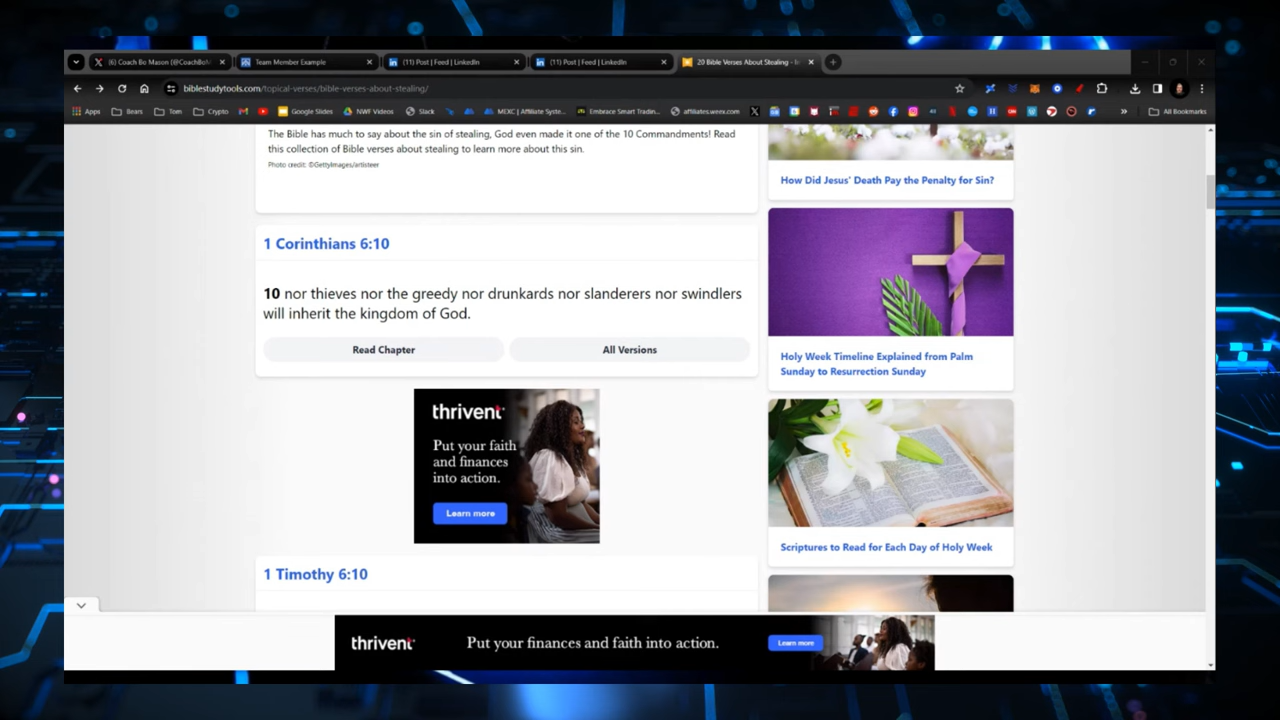 (6) Coach Bo Mason (@CoachBoM
Team Member Example
(11) Post | Feed | LinkedIn
(11) Post | Feed | LinkedIn
20 Bible Verses About Stealing -
biblestudytools.com/topical-verses/bible-verses-about-stealing/
Apps
Bears
Tom
Crypto
Google Slides
NWF Videos
Slack
MEXC | Affiliate Syste...
Embrace Smart Tradin...
affiliates.weex.com
All Bookmarks
The Bible has much to say about the sin of stealing, God even made it one of the 10 Commandments! Read
this collection of Bible verses about stealing to learn more about this sin.
Photo credit: ©GettyImages/artisteer
1 Corinthians 6:10
10 nor thieves nor the greedy nor drunkards nor slanderers nor swindlers
will inherit the kingdom of God.
Read Chapter
All Versions
thrivent
Put your faith
and finances
into action.
Learn more
1 Timothy 6:10
How Did Jesus' Death Pay the Penalty for Sin?
Holy Week Timeline Explained from Palm
Sunday to Resurrection Sunday
Scriptures to Read for Each Day of Holy Week
thrivent
Put your finances and faith into action.
Learn more